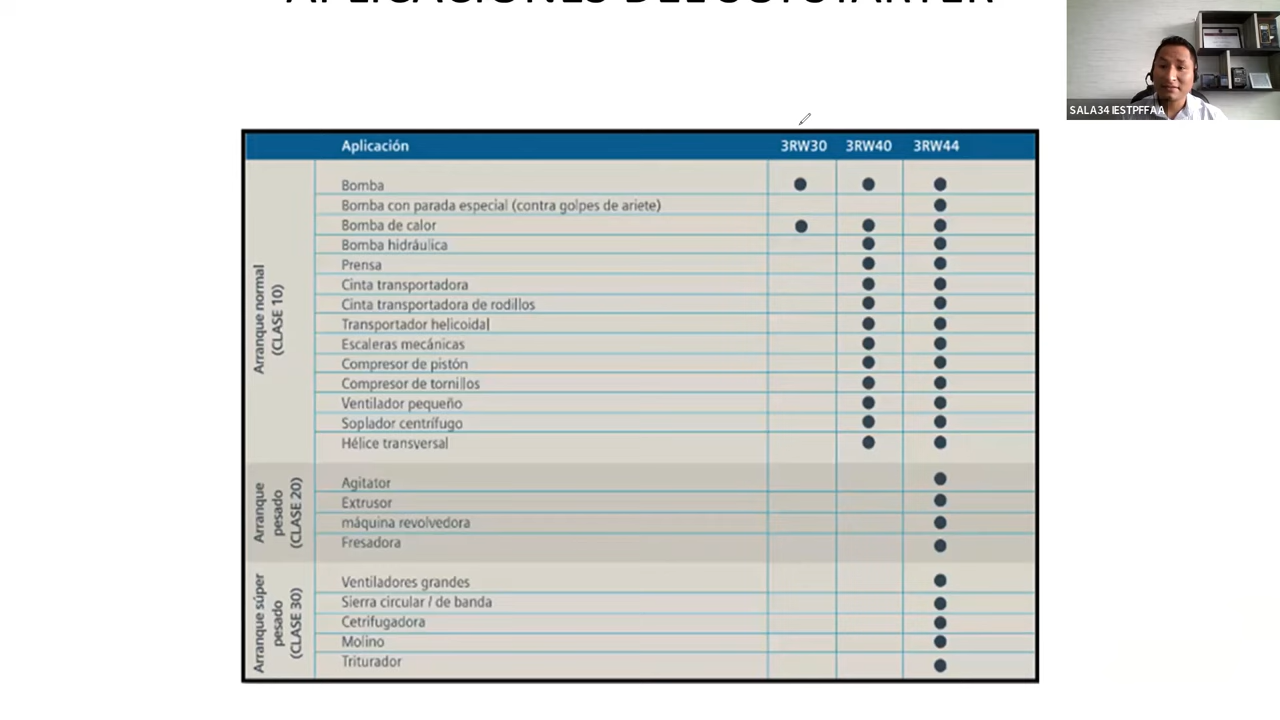 APLICACIONES DEL SOFSTARTER
SALA34 IESTPFFAA
Aplicación 3RW30 3RW40 3RW44
Arranque normal
(CLASE 10)
Bomba
Bomba con parada especial (contra golpes de ariete)
Bomba de calor
Bomba hidráulica
Prensa
Cinta transportadora
Cinta transportadora de rodillos
Transportador helicoidal
Escaleras mecánicas
Compresor de pistón
Compresor de tornillos
Ventilador pequeño
Soplador centrífugo
Hélice transversal
Arranque
pesado
(CLASE 20)
Agitator
Extrusor
máquina revolvedora
Fresadora
Arranque súper
pesado
(CLASE 30)
Ventiladores grandes
Sierra circular / de banda
Cetrifugadora
Molino
Triturador